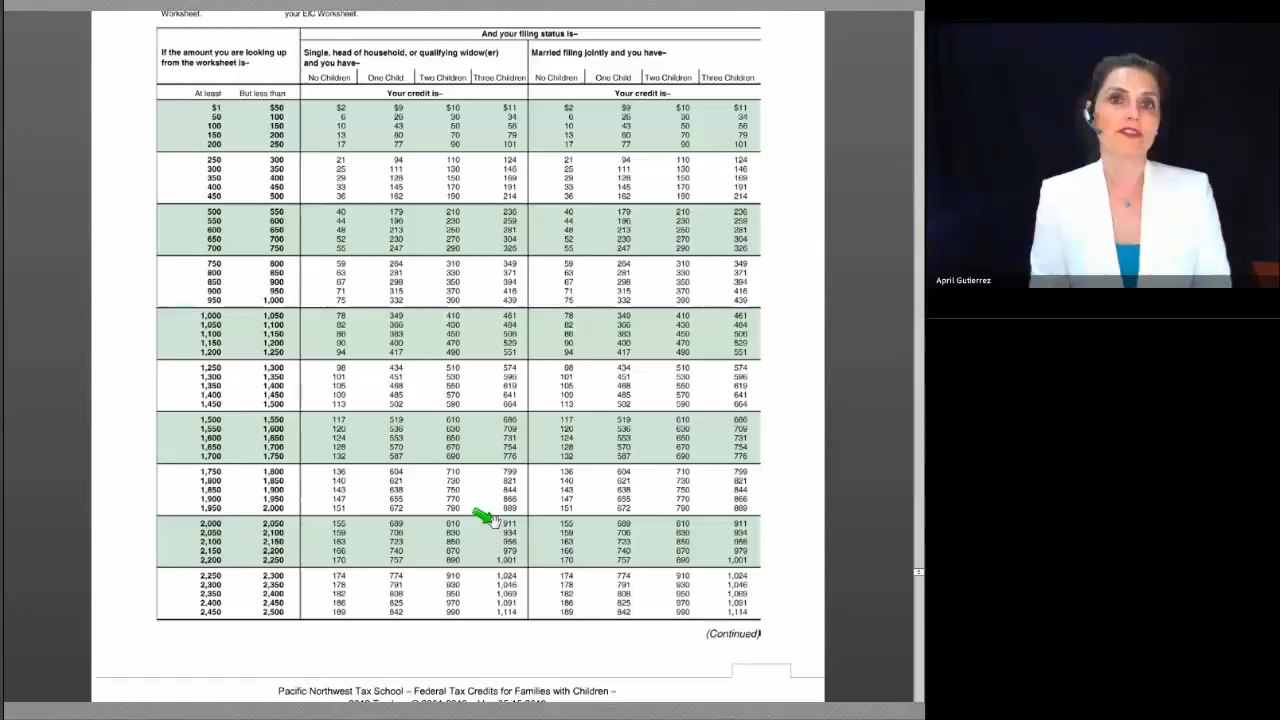 Worksheet. your EIC Worksheet.
And your filing status is–
If the amount you are looking up from the worksheet is–
Single, head of household, or qualifying widow(er) and you have–
Married filing jointly and you have–
No Children One Child Two Children Three Children No Children One Child Two Children Three Children
At least But less than Your credit is– Your credit is–
$1 $50 $2 $9 $10 $11 $2 $9 $10 $11
50 100 6 26 30 34 6 26 30 34
100 150 10 43 50 56 10 43 50 56
150 200 13 60 70 79 13 60 70 79
200 250 17 77 90 101 17 77 90 101
250 300 21 94 110 124 21 94 110 124
300 350 25 111 130 146 25 111 130 146
350 400 29 128 150 169 29 128 150 169
400 450 33 145 170 191 33 145 170 191
450 500 36 162 190 214 36 162 190 214
500 550 40 179 210 236 40 179 210 236
550 600 44 196 230 259 44 196 230 259
600 650 48 213 250 281 48 213 250 281
650 700 52 230 270 304 52 230 270 304
700 750 55 247 290 326 55 247 290 326
750 800 59 264 310 349 59 264 310 349
800 850 63 281 330 371 63 281 330 371
850 900 67 298 350 394 67 298 350 394
900 950 71 315 370 416 71 315 370 416
950 1,000 75 332 390 439 75 332 390 439
1,000 1,050 78 349 410 461 78 349 410 461
1,050 1,100 82 366 430 484 82 366 430 484
1,100 1,150 86 383 450 506 86 383 450 506
1,150 1,200 90 400 470 529 90 400 470 529
1,200 1,250 94 417 490 551 94 417 490 551
1,250 1,300 98 434 510 574 98 434 510 574
1,300 1,350 101 451 530 596 101 451 530 596
1,350 1,400 105 468 550 619 105 468 550 619
1,400 1,450 109 485 570 641 109 485 570 641
1,450 1,500 113 502 590 664 113 502 590 664
1,500 1,550 117 519 610 686 117 519 610 686
1,550 1,600 120 536 630 709 120 536 630 709
1,600 1,650 124 553 650 731 124 553 650 731
1,650 1,700 128 570 670 754 128 570 670 754
1,700 1,750 132 587 690 776 132 587 690 776
1,750 1,800 136 604 710 799 136 604 710 799
1,800 1,850 140 621 730 821 140 621 730 821
1,850 1,900 143 638 750 844 143 638 750 844
1,900 1,950 147 655 770 866 147 655 770 866
1,950 2,000 151 672 790 889 151 672 790 889
2,000 2,050 155 689 810 911 155 689 810 911
2,050 2,100 159 706 830 934 159 706 830 934
2,100 2,150 163 723 850 956 163 723 850 956
2,150 2,200 166 740 870 979 166 740 870 979
2,200 2,250 170 757 890 1,001 170 757 890 1,001
2,250 2,300 174 774 910 1,024 174 774 910 1,024
2,300 2,350 178 791 930 1,046 178 791 930 1,046
2,350 2,400 182 808 950 1,069 182 808 950 1,069
2,400 2,450 186 825 970 1,091 186 825 970 1,091
2,450 2,500 189 842 990 1,114 189 842 990 1,114
(Continued)
Pacific Northwest Tax School – Federal Tax Credits for Families with Children –
April Gutierrez